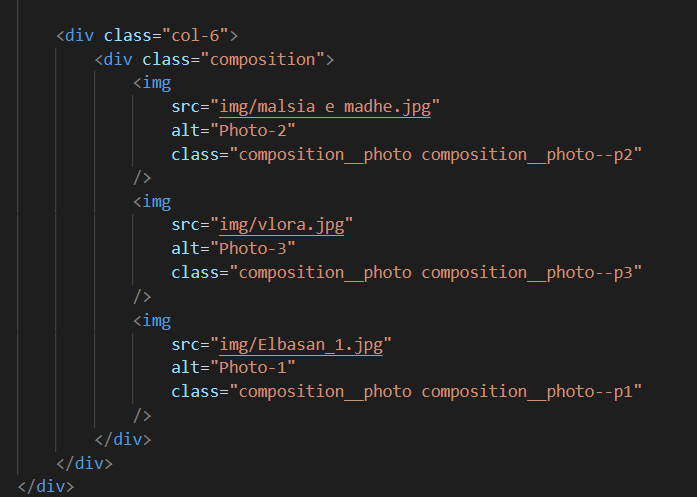 <div class="col-6">
<div class="composition">
<img
src="img/malsia e madhe.jpg"
alt="Photo-2"
class="composition__photo composition__photo--p2"
/>
<img
src="img/vlora.jpg"
alt="Photo-3"
class="composition__photo composition__photo--p3"
/>
<img
src="img/Elbasan_1.jpg"
alt="Photo-1"
class="composition__photo composition__photo--p1"
/>
</div>
</div>
</div>